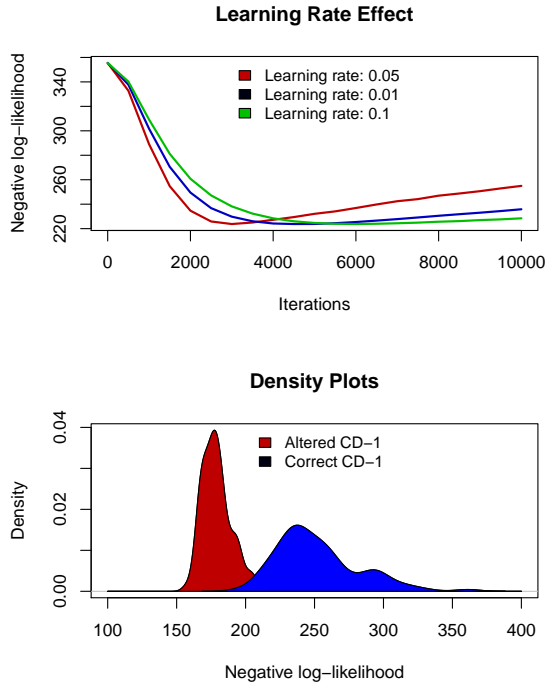 Learning Rate Effect
Negative log−likelihood
220
260
300
340
Learning rate: 0.05
Learning rate: 0.01
Learning rate: 0.1
0
2000
4000
6000
8000
10000
Iterations
Density Plots
Density
0.00
0.02
0.04
Altered CD−1
Correct CD−1
100
150
200
250
300
350
400
Negative log−likelihood